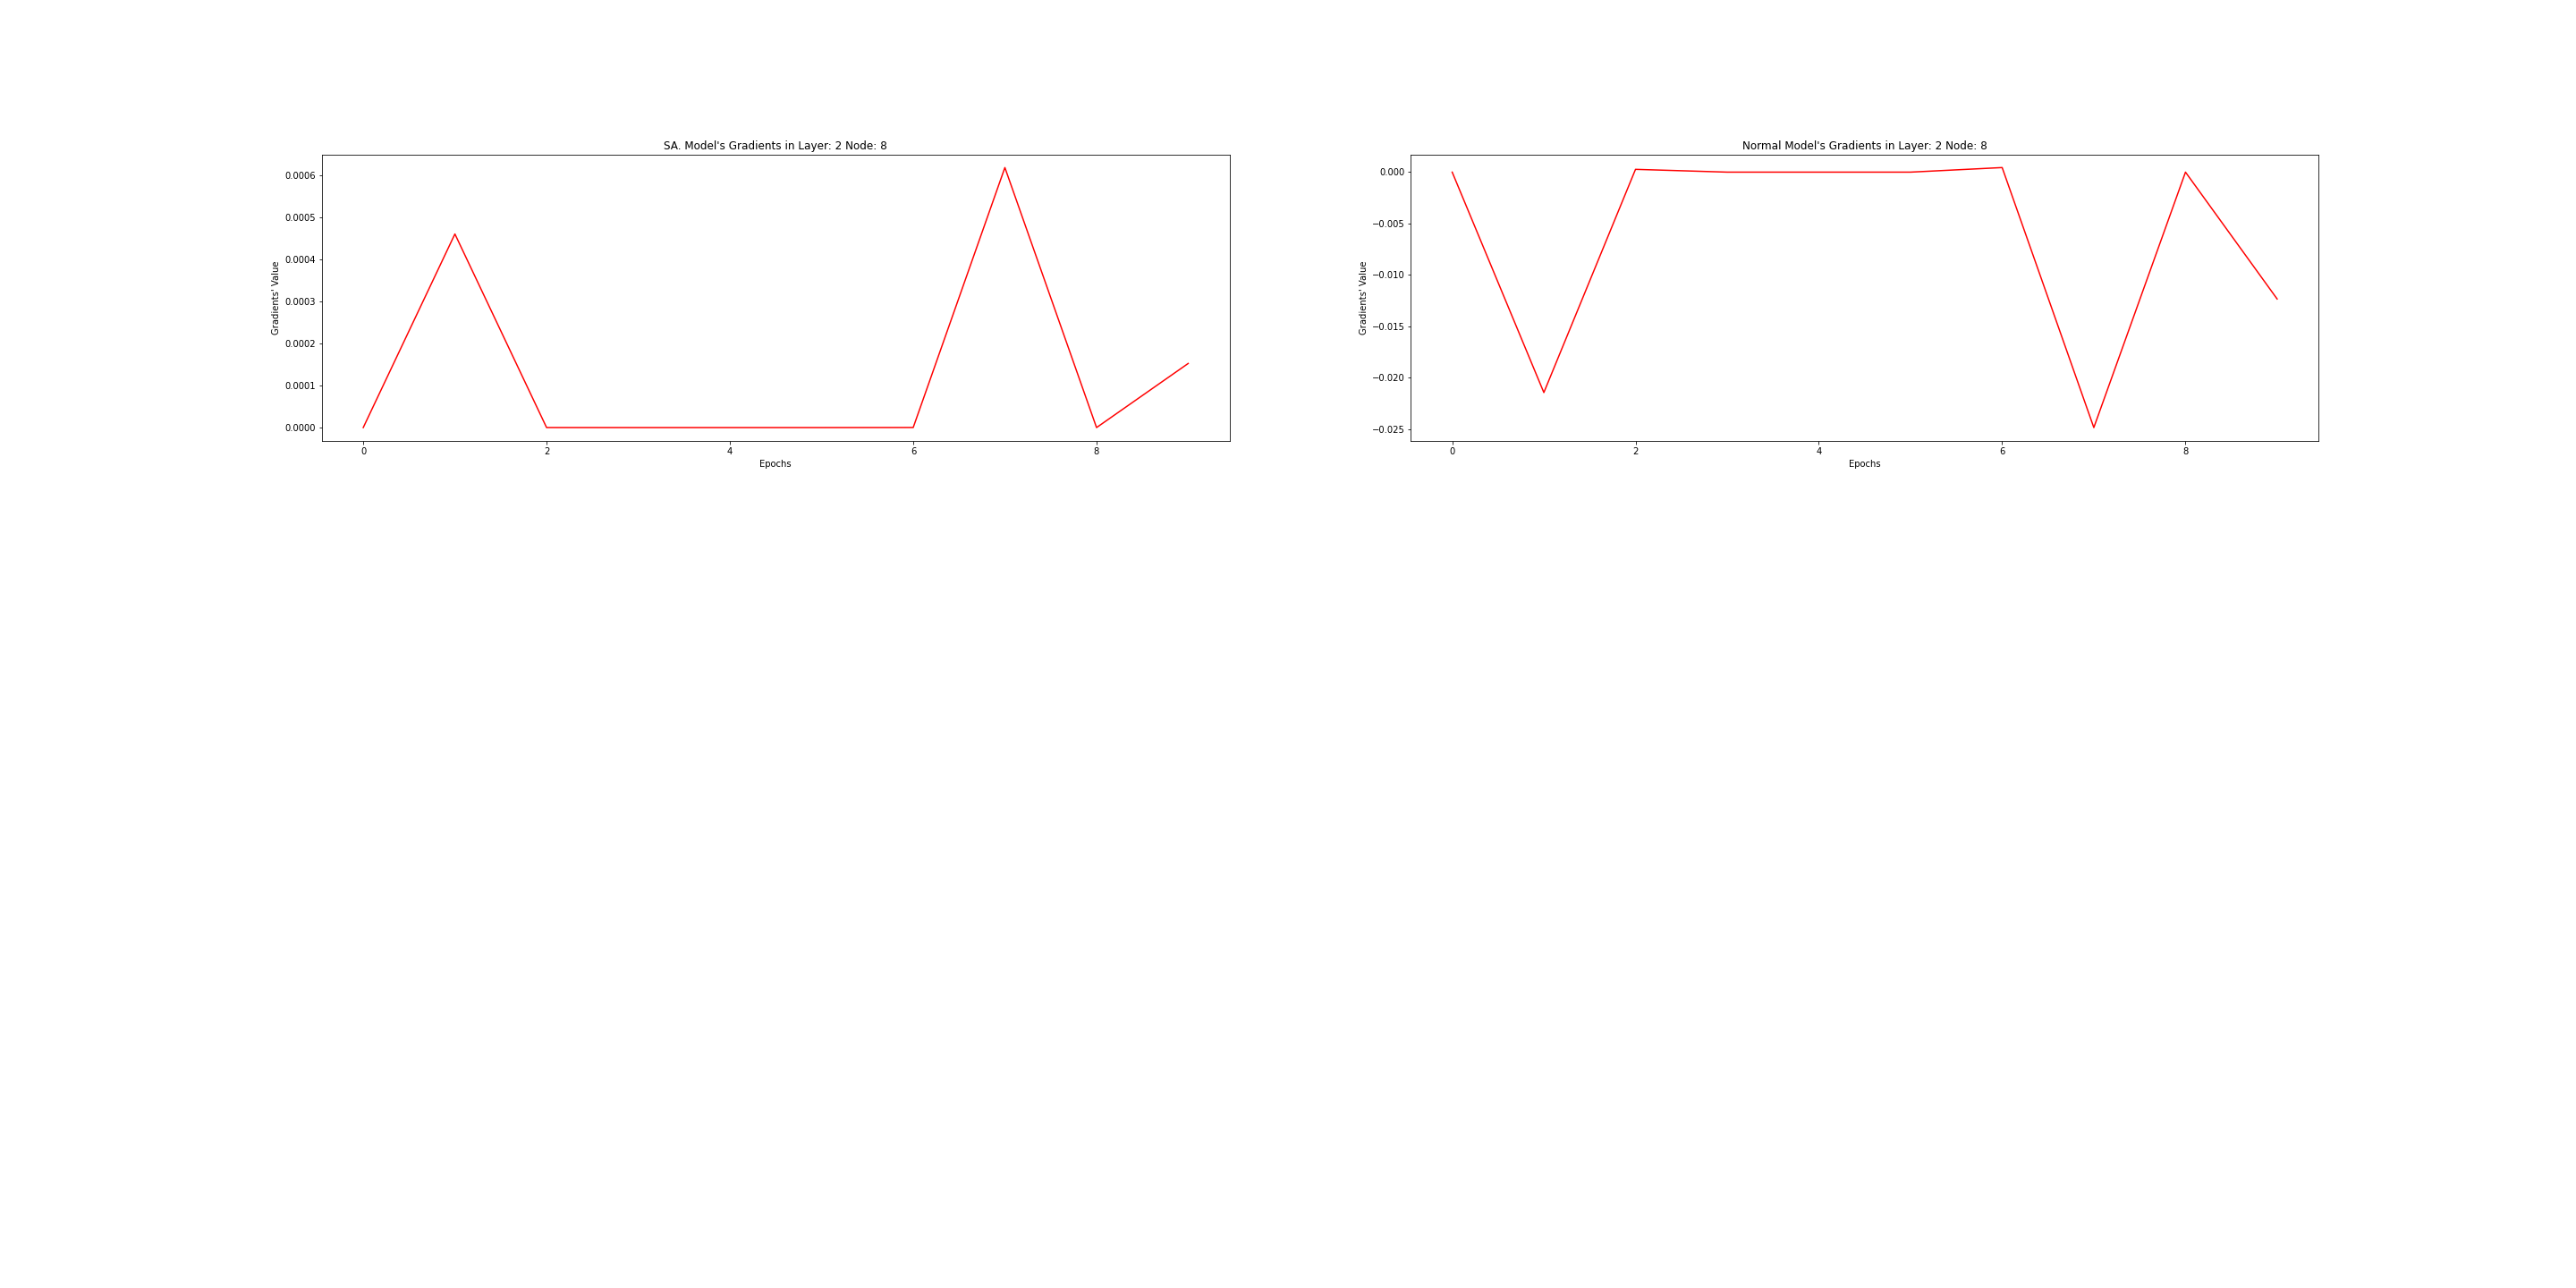 SA. Model's Gradients in Layer: 2 Node: 8
0.0006
0.0005
0.0004
0.0003
0.0002
0.0001
0.0000
Gradients' Value
0 2 4 6 8
Epochs
Normal Model's Gradients in Layer: 2 Node: 8
0.000
−0.005
−0.010
−0.015
−0.020
−0.025
Gradients' Value
0 2 4 6 8
Epochs